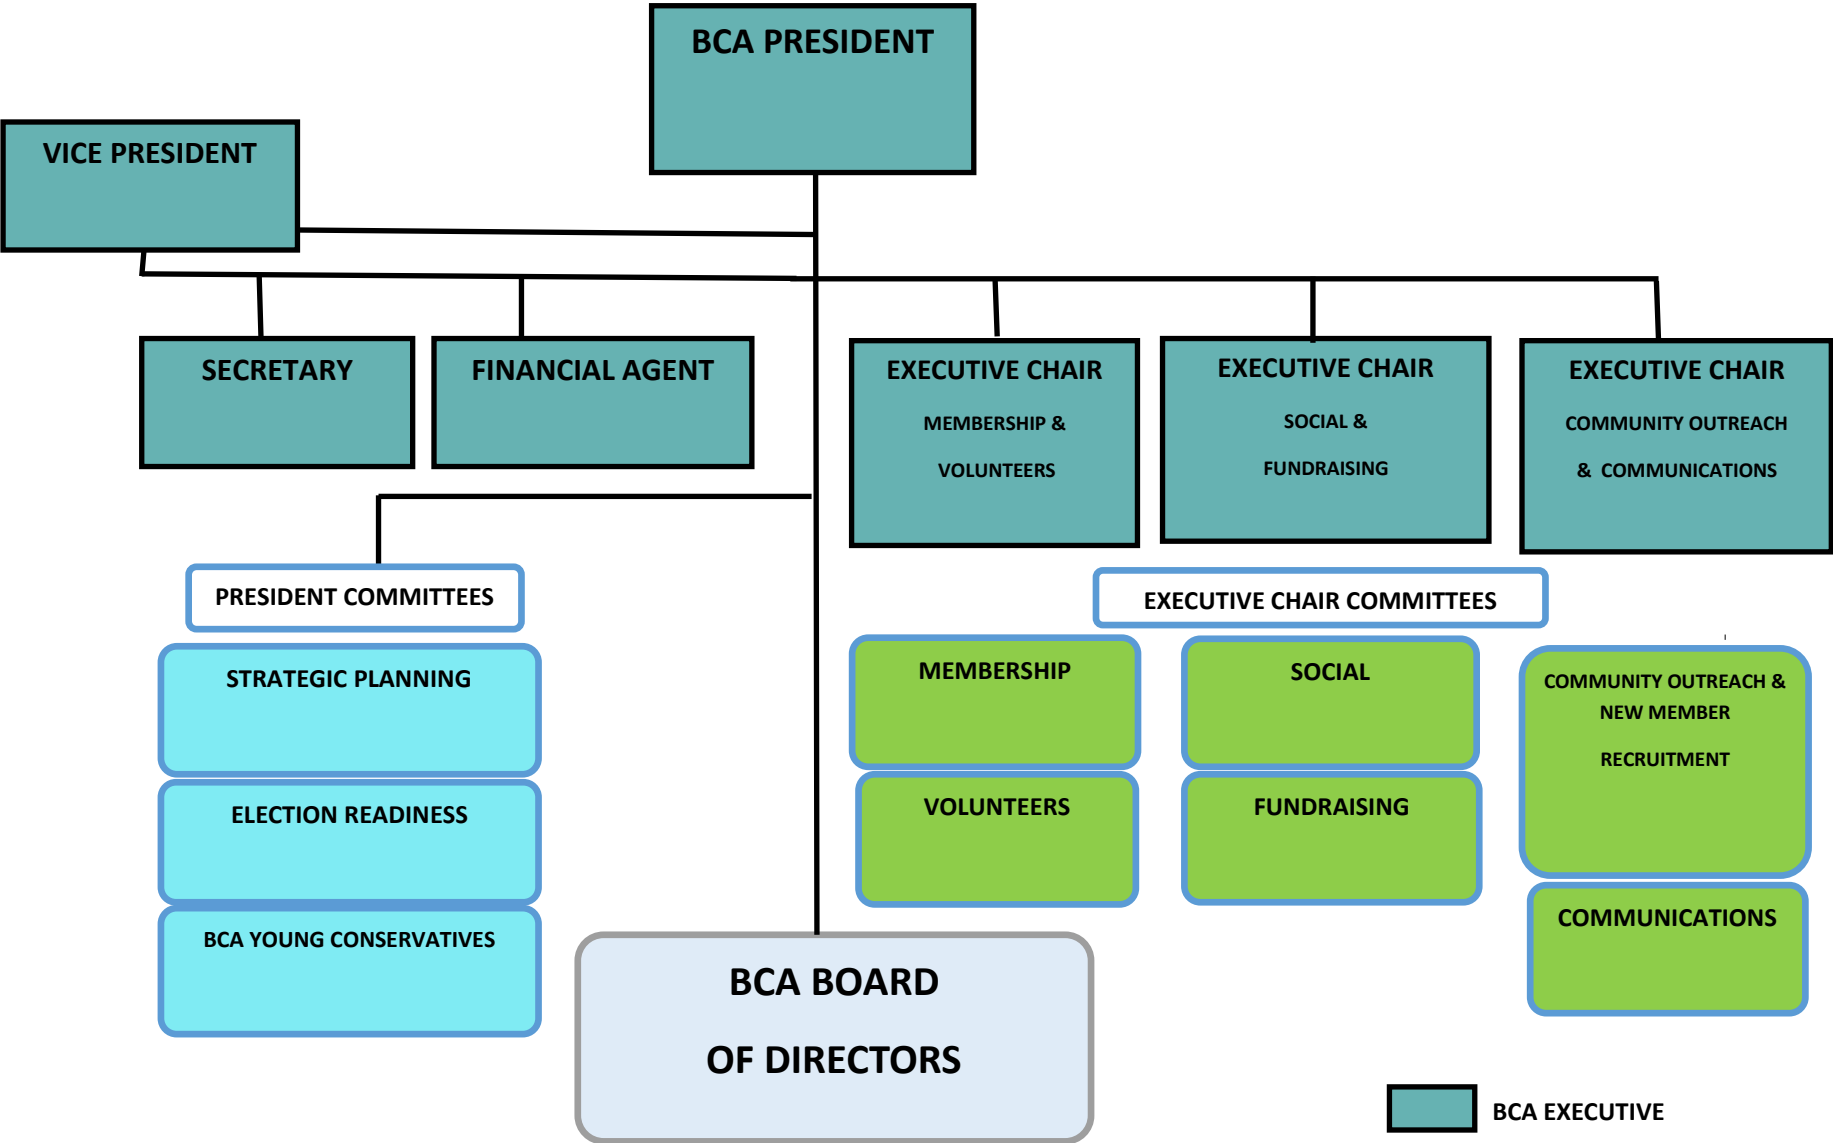 BCA PRESIDENT
VICE PRESIDENT
SECRETARY
FINANCIAL AGENT
EXECUTIVE CHAIR
MEMBERSHIP &
VOLUNTEERS
EXECUTIVE CHAIR
SOCIAL &
FUNDRAISING
EXECUTIVE CHAIR
COMMUNITY OUTREACH
& COMMUNICATIONS
PRESIDENT COMMITTEES
STRATEGIC PLANNING
ELECTION READINESS
BCA YOUNG CONSERVATIVES
EXECUTIVE CHAIR COMMITTEES
MEMBERSHIP
VOLUNTEERS
SOCIAL
FUNDRAISING
COMMUNITY OUTREACH &
NEW MEMBER
RECRUITMENT
COMMUNICATIONS
BCA BOARD
OF DIRECTORS
BCA EXECUTIVE